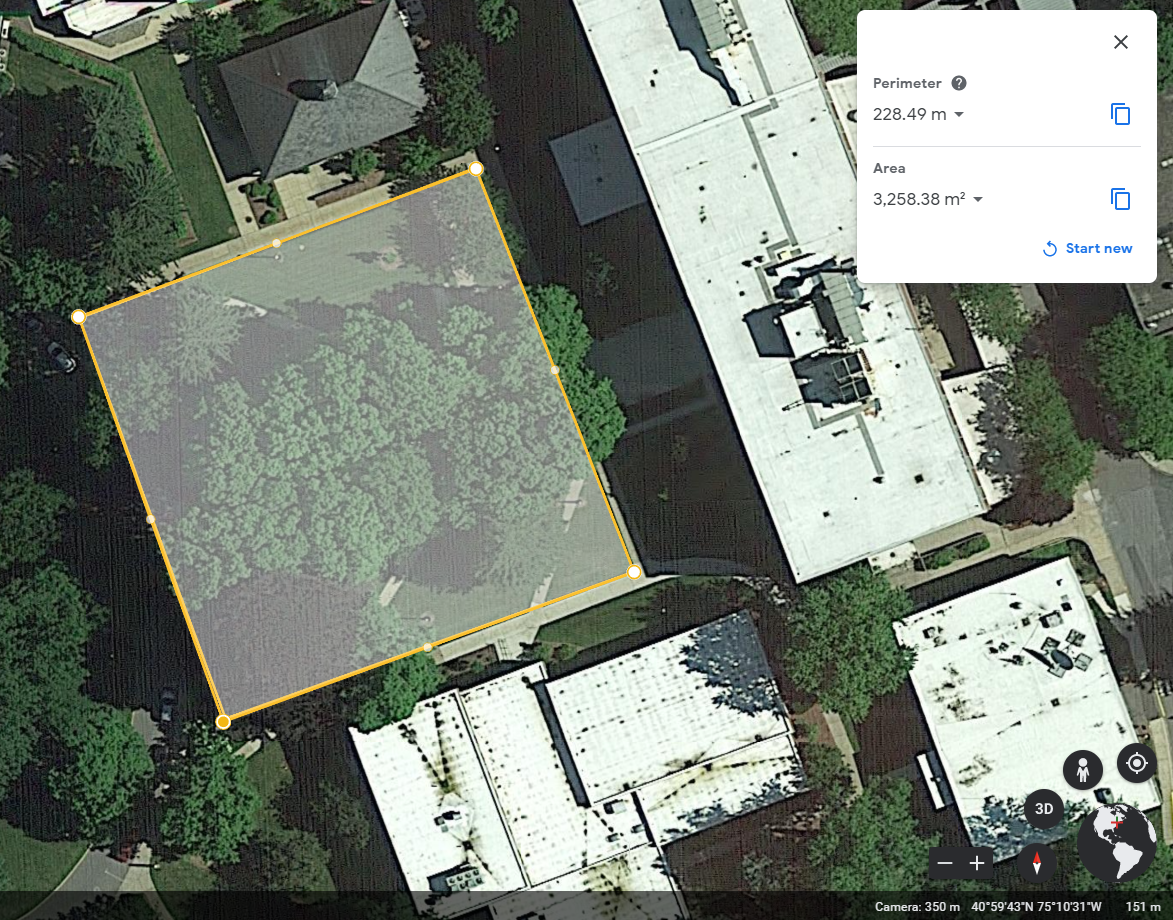 Perimeter
228.49 m
Area
3,258.38 m²
Start new
3D
Camera: 350 m 40°59'43"N 75°10'31"W 151 m